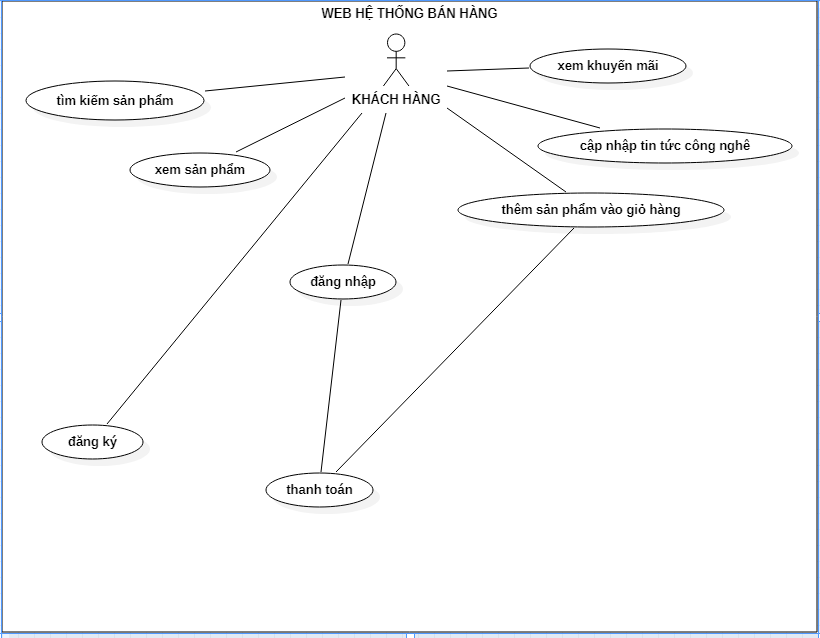 WEB HỆ THỐNG BÁN HÀNG
KHÁCH HÀNG
xem khuyến mãi
tìm kiếm sản phẩm
cập nhập tin tức công nghê
xem sản phẩm
thêm sản phẩm vào giỏ hàng
đăng nhập
đăng ký
thanh toán